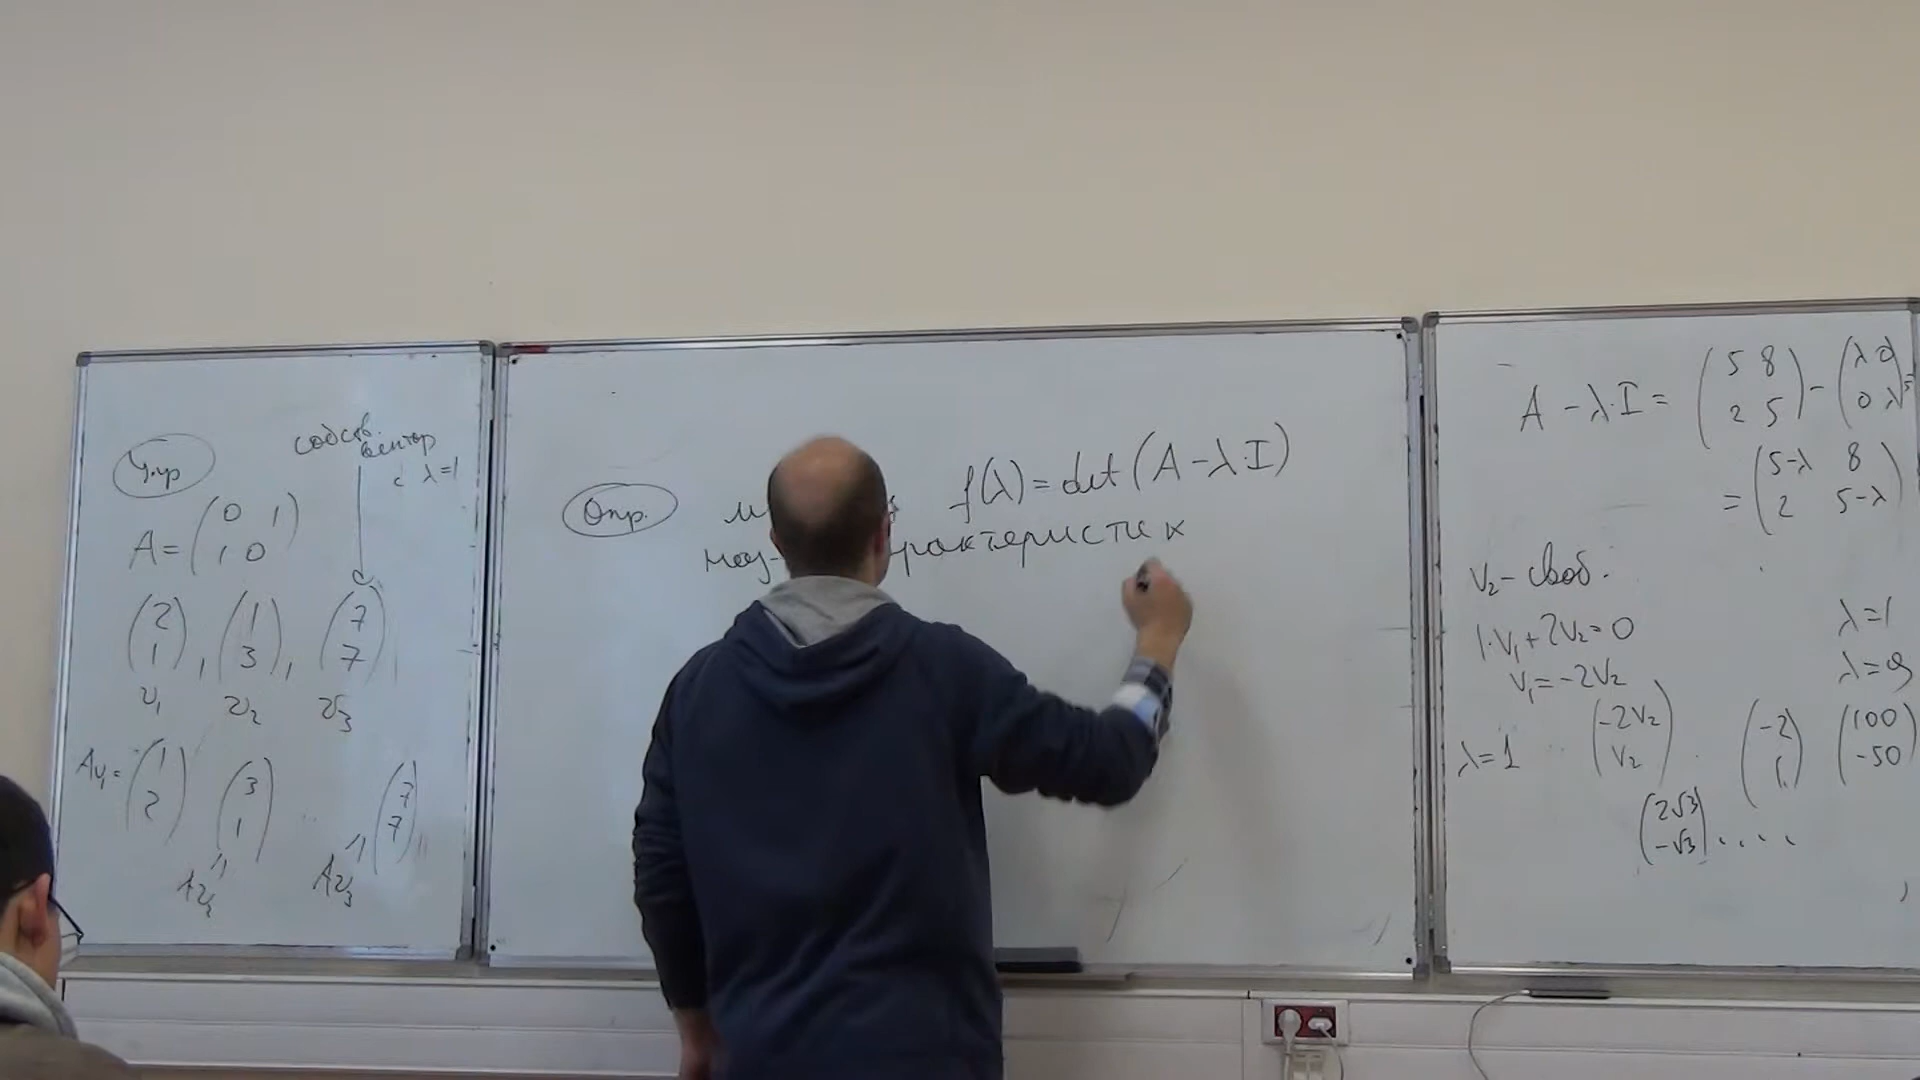 Упр
собств.
вектор
с λ=1
A = (0 1
1 0)
(2
1), (1
3), (7
7)
v₁ v₂ v₃
Av₁ = (1
2) (3
1) (7
7)
Av₂ Av₃
Опр. f(λ) = det(A - λ·I)
наз- рактеристик
A - λ·I = (5 8
2 5) - (λ 0
0 λ) =
= (5-λ 8
2 5-λ)
v₂ - своб.
1·v₁ + 2v₂ = 0
v₁ = -2v₂
λ=1
λ=9
λ=1 (-2v₂
v₂) (-2
1) (100
-50)
(2√3
-√3) ....